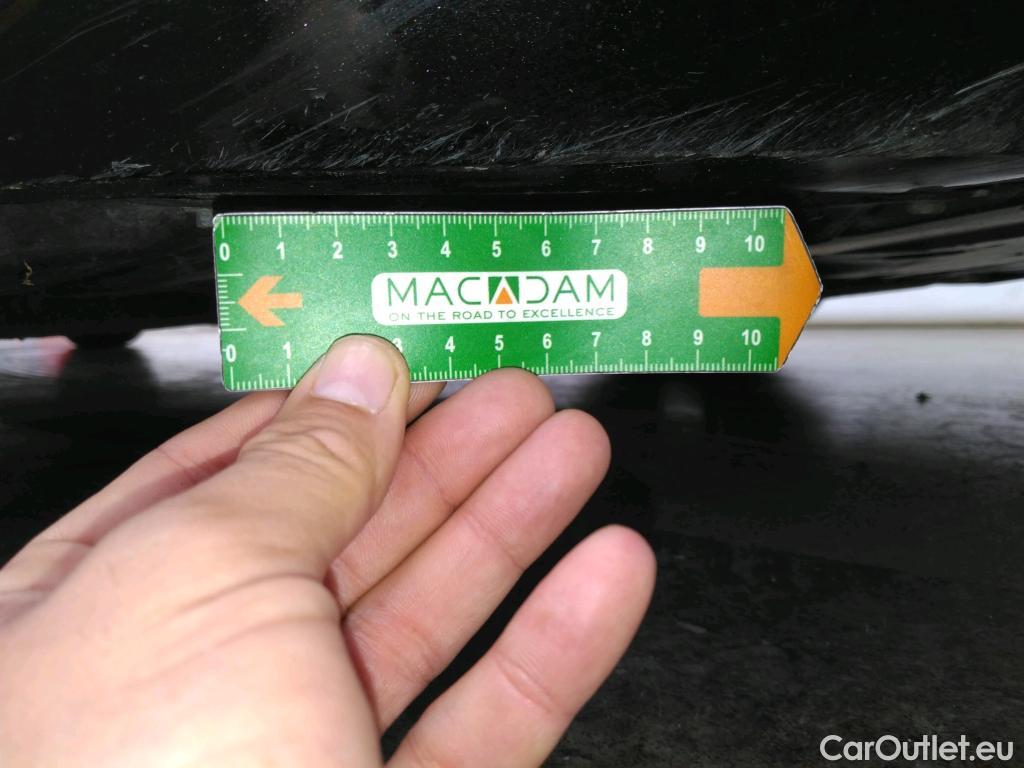 0 1 2 3 4 5 6 7 8 9 10
MACADAM
ON THE ROAD TO EXCELLENCE
0 1 3 4 5 6 7 8 9 10
CarOutlet.eu